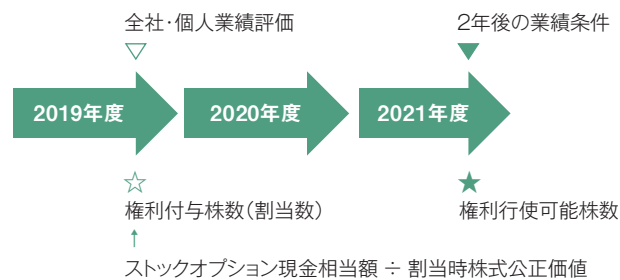 全社・個人業績評価
2年後の業績条件
▽
▼
2019年度
2020年度
2021年度
☆
★
権利付与株数（割当数）
権利行使可能株数
↑
ストックオプション現金相当額 ÷ 割当時株式公正価値